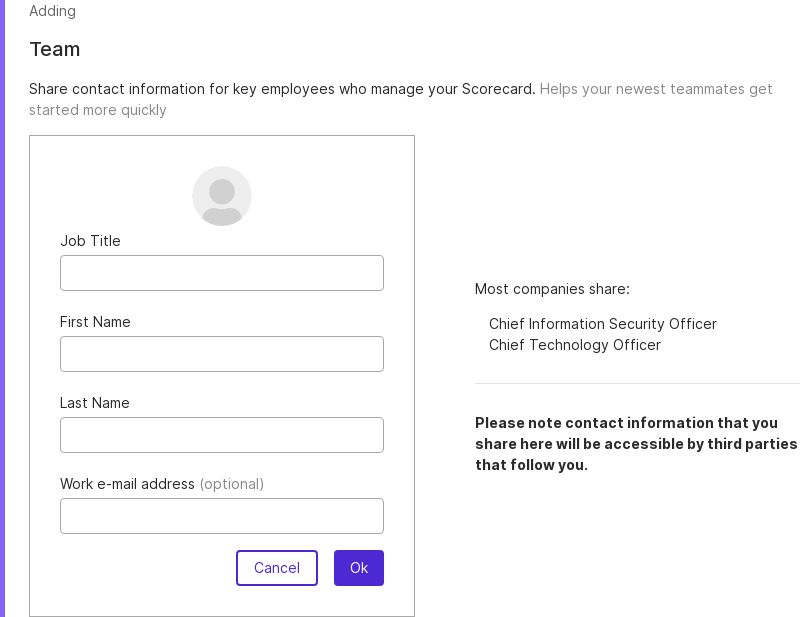 Adding
Team
Share contact information for key employees who manage your Scorecard. Helps your newest teammates get
started more quickly
Job Title
First Name
Last Name
Work e-mail address (optional)
Cancel
Ok
Most companies share:
Chief Information Security Officer
Chief Technology Officer
Please note contact information that you
share here will be accessible by third parties
that follow you.